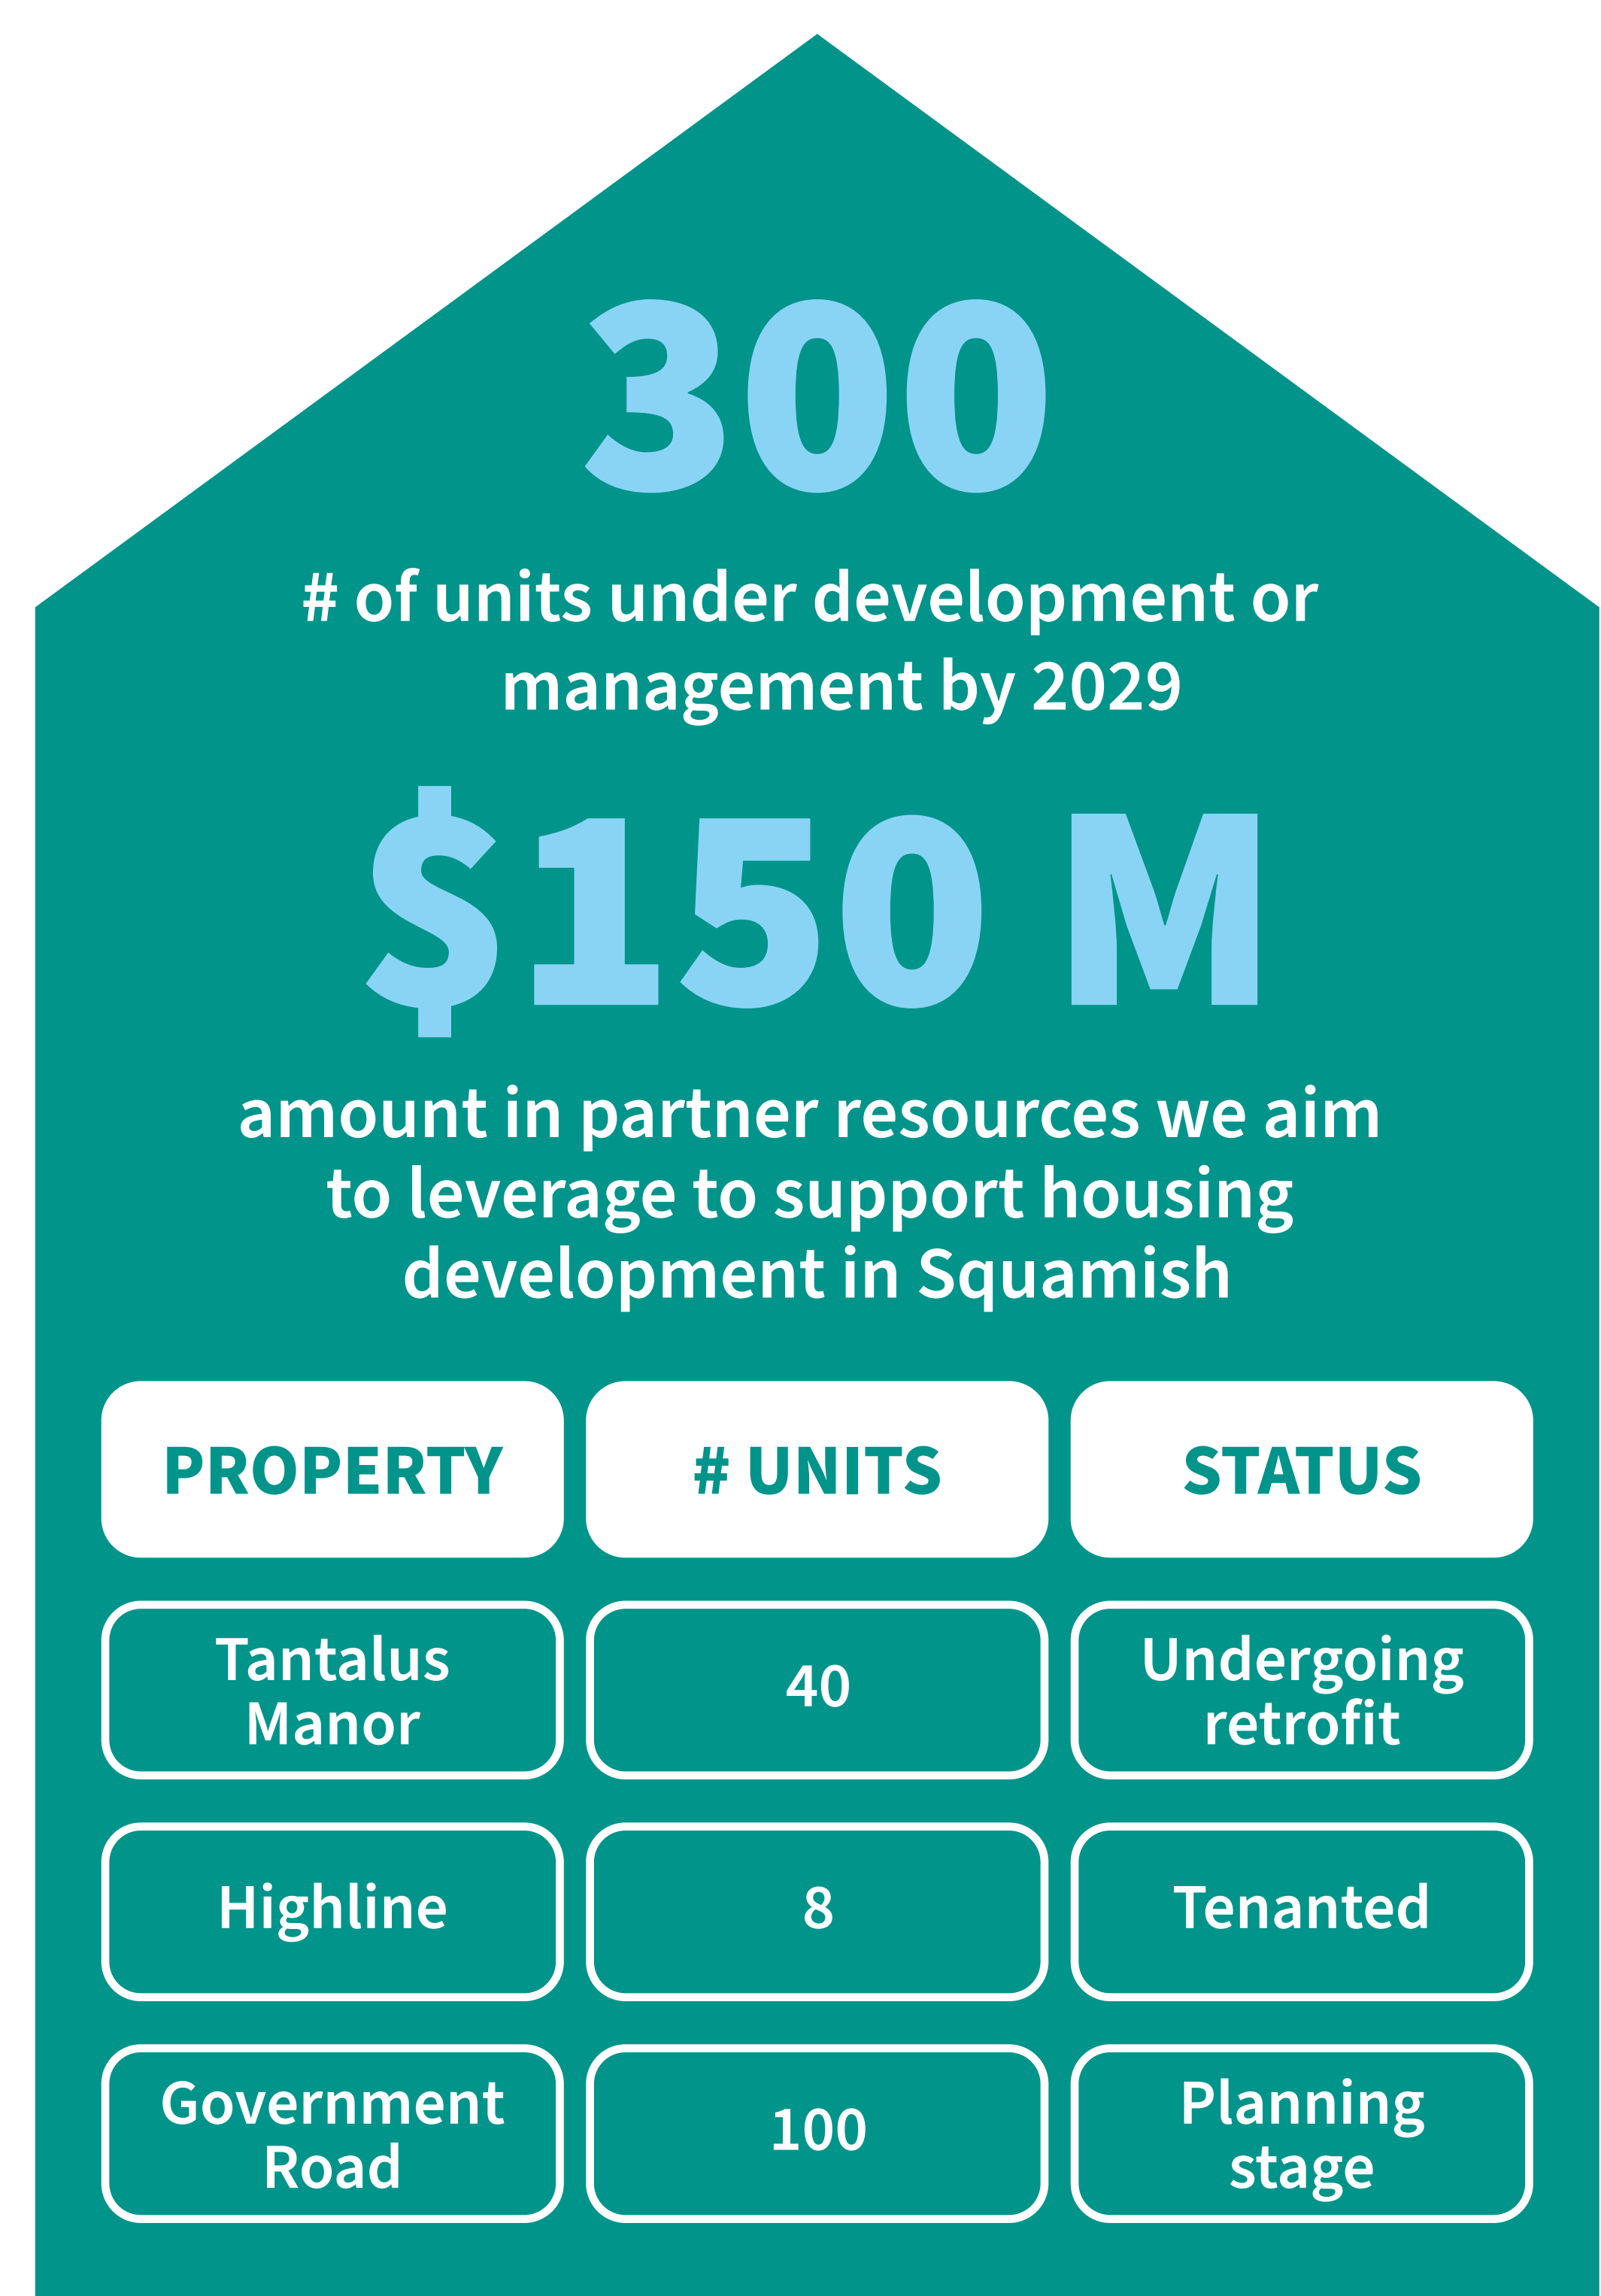 300
# of units under development or
management by 2029
$150 M
amount in partner resources we aim
to leverage to support housing
development in Squamish
PROPERTY # UNITS STATUS
Tantalus
Manor
40
Undergoing
retrofit
Highline 8 Tenanted
Government
Road
100
Planning
stage